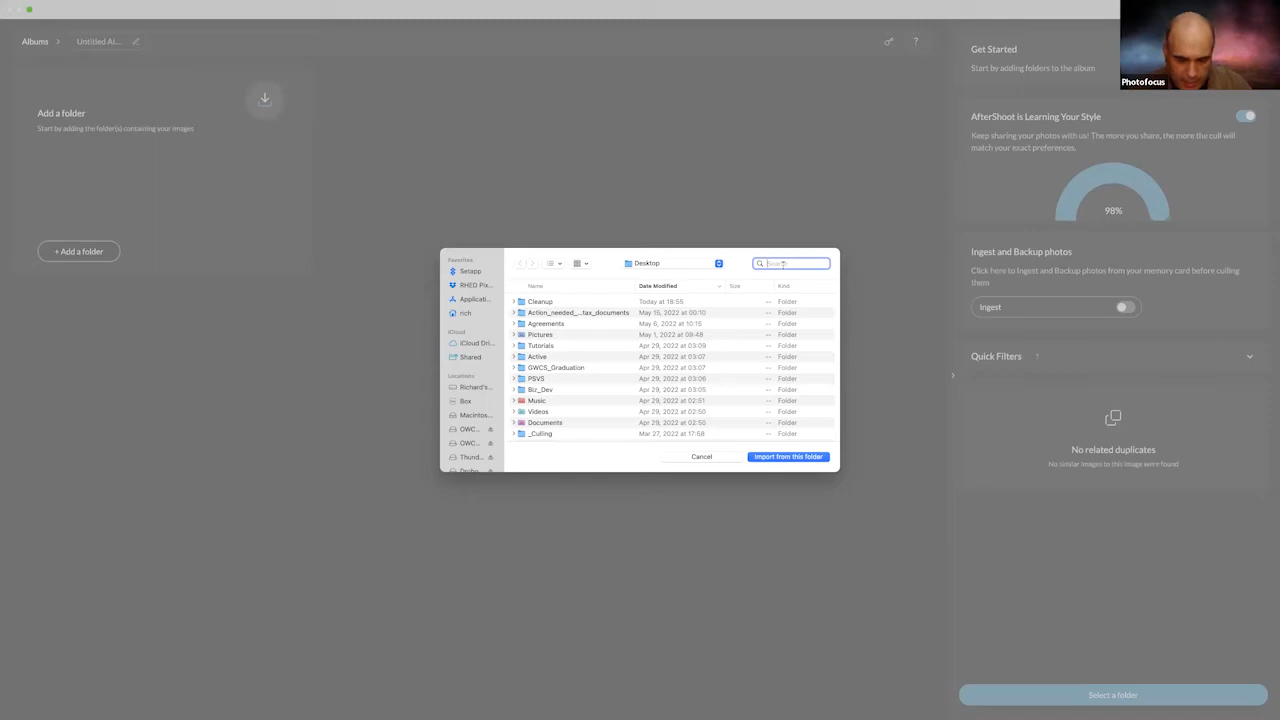 Albums > Untitled Al...
?
Add a folder
Start by adding the folder(s) containing your images
+ Add a folder
Get Started
Start by adding folders to the album
Photofocus
AfterShoot is Learning Your Style
Keep sharing your photos with us! The more you share, the more the cull will
match your exact preferences.
98%
Ingest and Backup photos
Click here to Ingest and Backup photos from your memory card before culling
them
Ingest
Quick Filters ?
No related duplicates
No similar images to this image were found
Select a folder
Favorites
Setapp
RHED Pix...
Applicati...
rich
iCloud
iCloud Dri...
Shared
Locations
Richard's...
Box
Macintos...
OWC...
OWC...
Thund...
Drobo
Desktop
Search
Name Date Modified Size Kind
Cleanup Today at 18:55 -- Folder
Action_needed_...tax_documents May 15, 2022 at 00:10 -- Folder
Agreements May 6, 2022 at 10:15 -- Folder
Pictures May 1, 2022 at 09:48 -- Folder
Tutorials Apr 29, 2022 at 03:09 -- Folder
Active Apr 29, 2022 at 03:07 -- Folder
GWCS_Graduation Apr 29, 2022 at 03:07 -- Folder
PSVS Apr 29, 2022 at 03:06 -- Folder
Biz_Dev Apr 29, 2022 at 03:05 -- Folder
Music Apr 29, 2022 at 02:51 -- Folder
Videos Apr 29, 2022 at 02:50 -- Folder
Documents Apr 29, 2022 at 02:50 -- Folder
_Culling Mar 27, 2022 at 17:58 -- Folder
Cancel Import from this folder